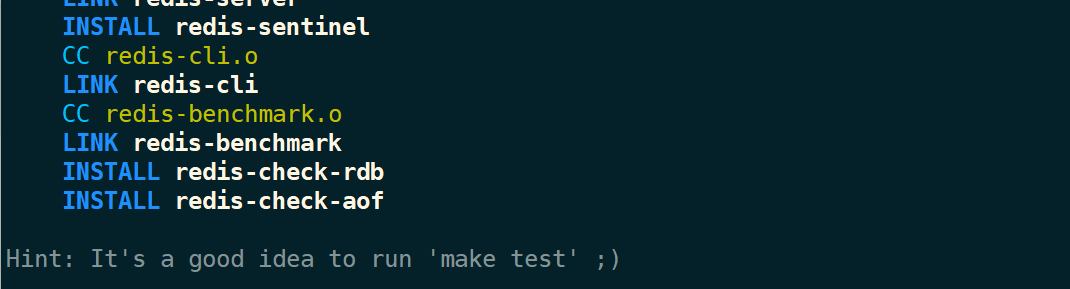 LINK redis-server
INSTALL redis-sentinel
CC redis-cli.o
LINK redis-cli
CC redis-benchmark.o
LINK redis-benchmark
INSTALL redis-check-rdb
INSTALL redis-check-aof
Hint: It's a good idea to run 'make test' ;)